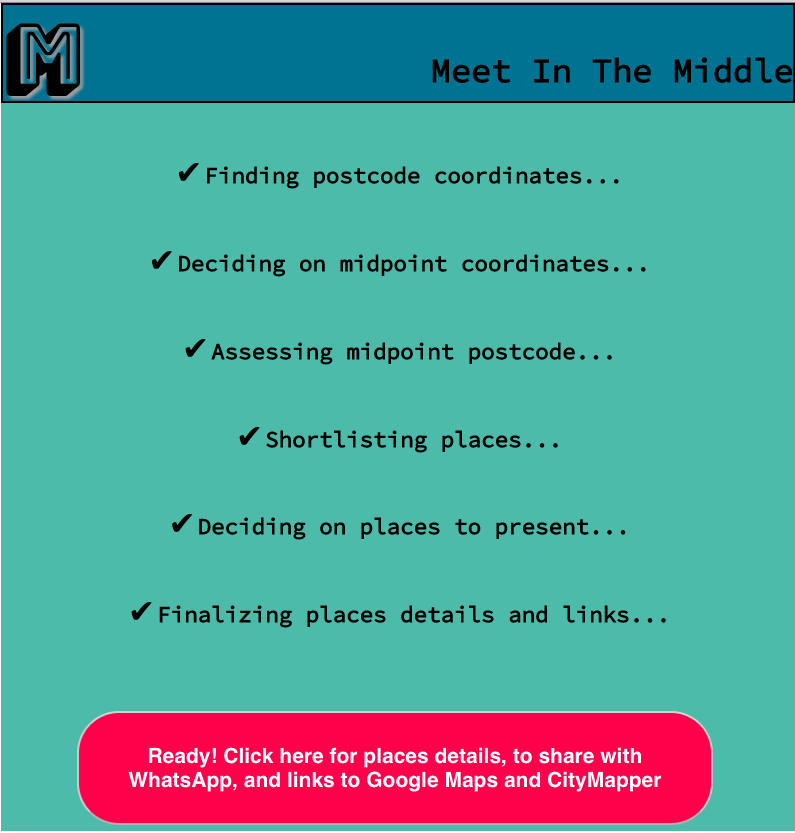 M
Meet In The Middle
✔Finding postcode coordinates...
✔Deciding on midpoint coordinates...
✔Assessing midpoint postcode...
✔Shortlisting places...
✔Deciding on places to present...
✔Finalizing places details and links...
Ready! Click here for places details, to share with
WhatsApp, and links to Google Maps and CityMapper